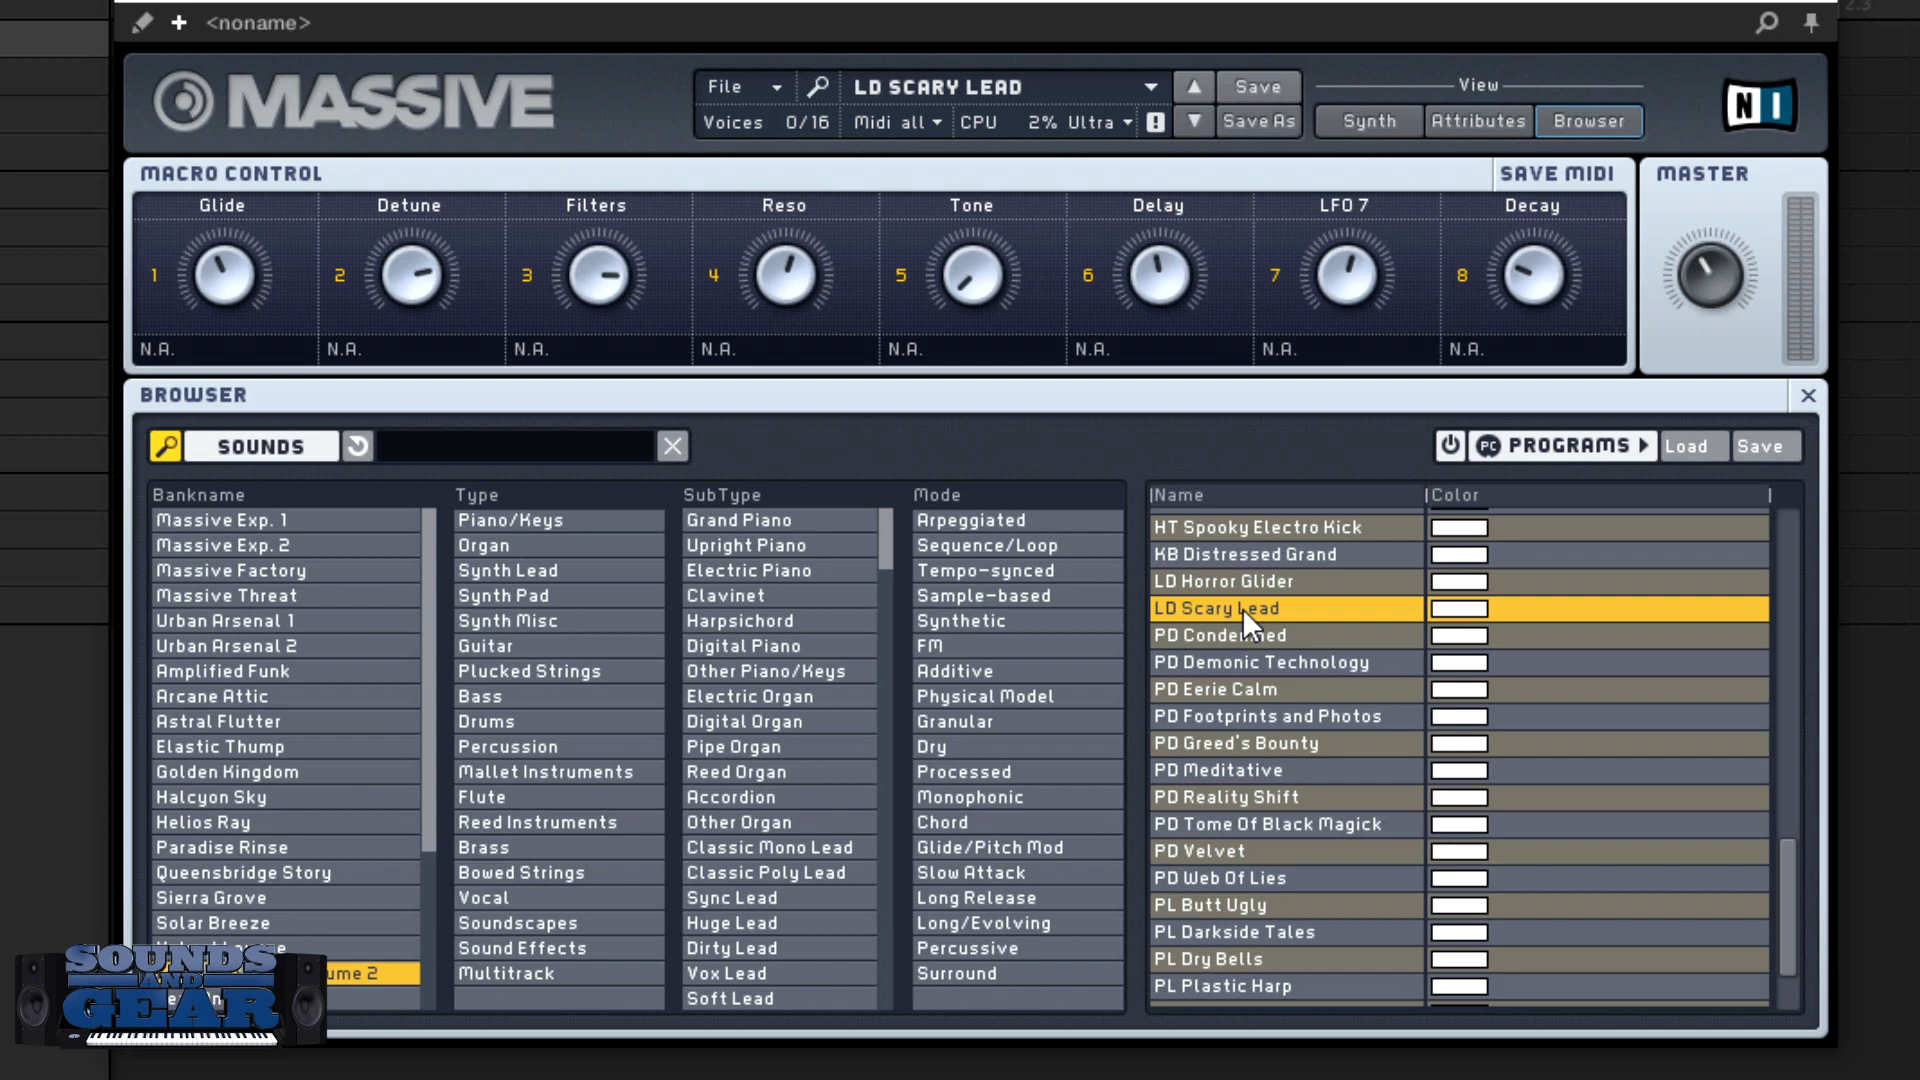 2.3
<noname>
MASSIVE
File
LD SCARY LEAD
Save
Voices 0/16 Midi all CPU 2% Ultra !
Save As
View
Synth Attributes Browser
NI
MACRO CONTROL
SAVE MIDI
MASTER
Glide Detune Filters Reso Tone Delay LFO 7 Decay
1 2 3 4 5 6 7 8
N.A. N.A. N.A. N.A. N.A. N.A. N.A. N.A.
BROWSER
SOUNDS
PC PROGRAMS Load Save
Bankname
Massive Exp. 1
Massive Exp. 2
Massive Factory
Massive Threat
Urban Arsenal 1
Urban Arsenal 2
Amplified Funk
Arcane Attic
Astral Flutter
Elastic Thump
Golden Kingdom
Halcyon Sky
Helios Ray
Paradise Rinse
Queensbridge Story
Sierra Grove
Solar Breeze
2
Type
Piano/Keys
Organ
Synth Lead
Synth Pad
Synth Misc
Guitar
Plucked Strings
Bass
Drums
Percussion
Mallet Instruments
Flute
Reed Instruments
Brass
Bowed Strings
Vocal
Soundscapes
Sound Effects
Multitrack
SubType
Grand Piano
Upright Piano
Electric Piano
Clavinet
Harpsichord
Digital Piano
Other Piano/Keys
Electric Organ
Digital Organ
Pipe Organ
Reed Organ
Accordion
Other Organ
Classic Mono Lead
Classic Poly Lead
Sync Lead
Huge Lead
Dirty Lead
Vox Lead
Soft Lead
Mode
Arpeggiated
Sequence/Loop
Tempo-synced
Sample-based
Synthetic
FM
Additive
Physical Model
Granular
Dry
Processed
Monophonic
Chord
Glide/Pitch Mod
Slow Attack
Long Release
Long/Evolving
Percussive
Surround
Name Color
HT Spooky Electro Kick
KB Distressed Grand
LD Horror Glider
LD Scary Lead
PD Condemned
PD Demonic Technology
PD Eerie Calm
PD Footprints and Photos
PD Greed's Bounty
PD Meditative
PD Reality Shift
PD Tome Of Black Magick
PD Velvet
PD Web Of Lies
PL Butt Ugly
PL Darkside Tales
PL Dry Bells
PL Plastic Harp
SOUNDS
AND
GEAR